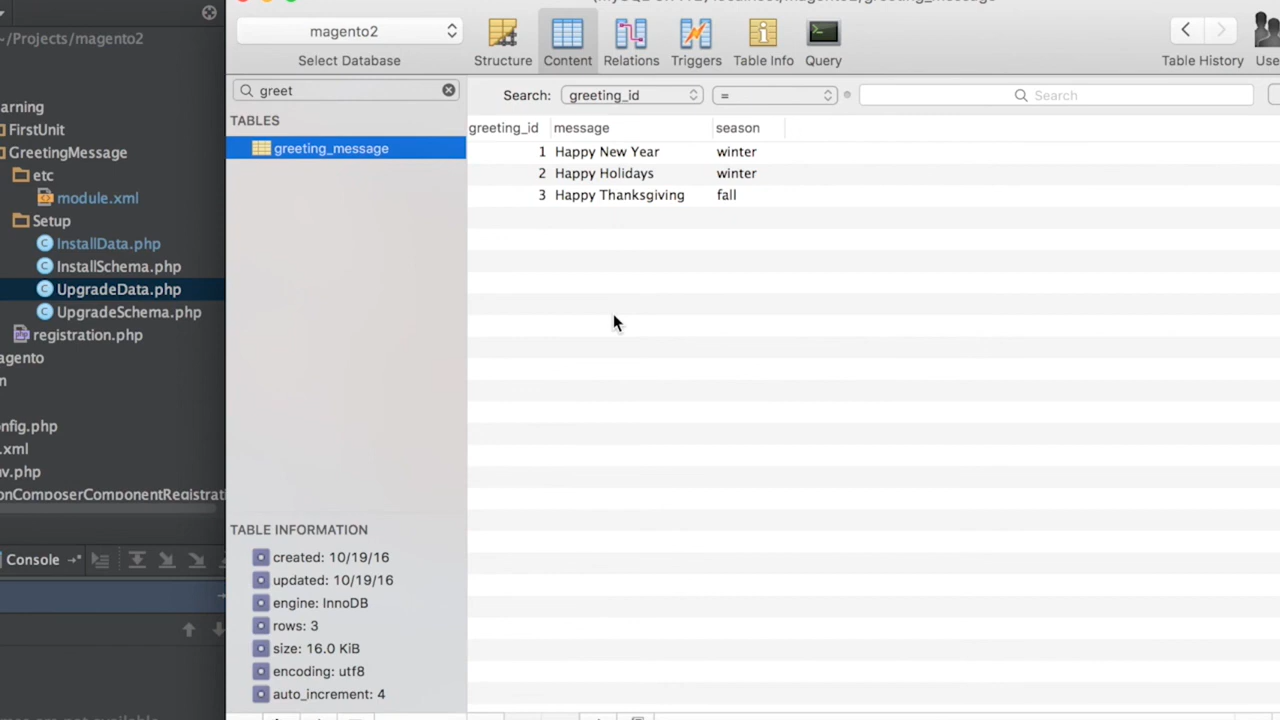 ~/Projects/magento2
arning
FirstUnit
GreetingMessage
etc
module.xml
Setup
InstallData.php
InstallSchema.php
UpgradeData.php
UpgradeSchema.php
registration.php
agento
n
nfig.php
.xml
nv.php
onComposerComponentRegistrati
Console
magento2
Select Database
Structure
Content
Relations
Triggers
Table Info
Query
Table History
Use
greet
TABLES
greeting_message
Search: greeting_id = Search
greeting_id message season
1 Happy New Year winter
2 Happy Holidays winter
3 Happy Thanksgiving fall
TABLE INFORMATION
created: 10/19/16
updated: 10/19/16
engine: InnoDB
rows: 3
size: 16.0 KiB
encoding: utf8
auto_increment: 4